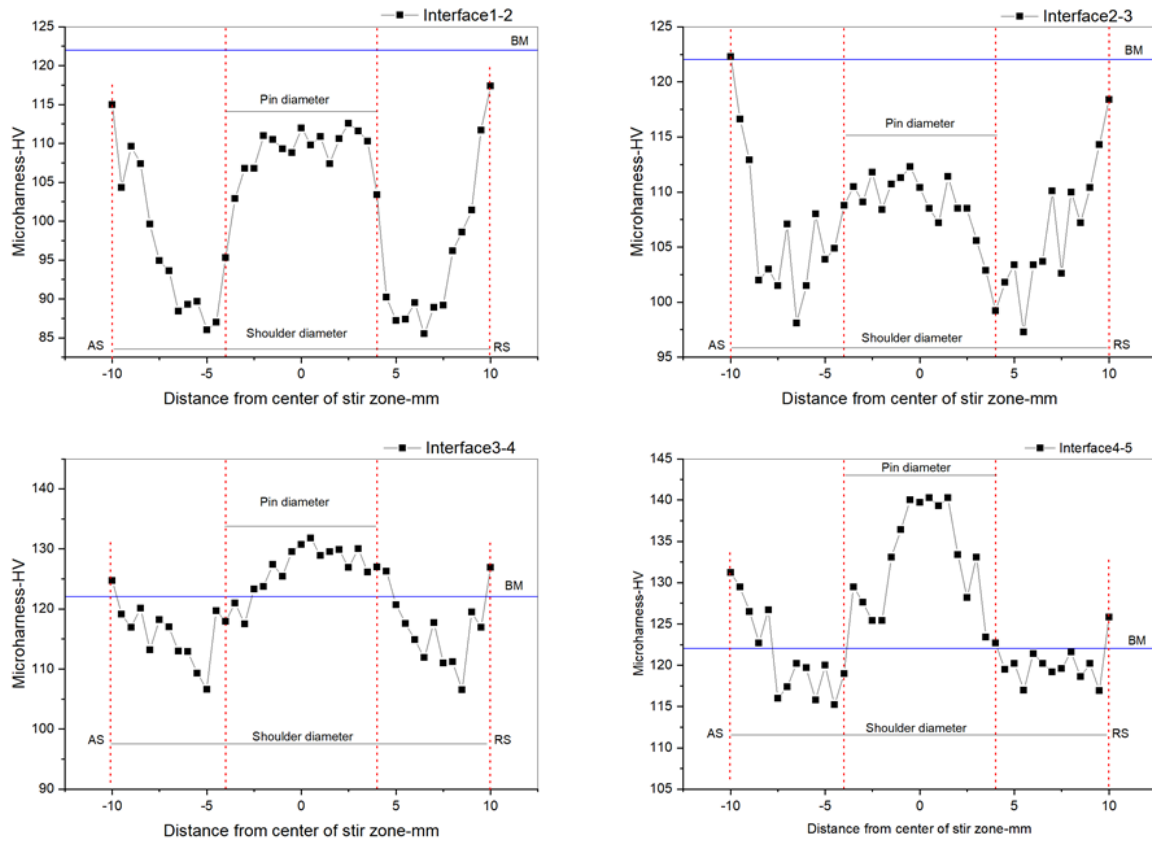 Interface1-2
125
120
115
110
105
100
95
90
85
BM
Pin diameter
Shoulder diameter
AS
RS
Microharness-HV
-10 -5 0 5 10
Distance from center of stir zone-mm
Interface2-3
125
120
115
110
105
100
95
BM
Pin diameter
Shoulder diameter
AS
RS
Microharness-HV
-10 -5 0 5 10
Distance from center of stir zone-mm
Interface3-4
140
130
120
110
100
90
Pin diameter
BM
Shoulder diameter
AS
RS
Microharness-HV
-10 -5 0 5 10
Distance from center of stir zone-mm
Interface4-5
145
140
135
130
125
120
115
110
105
Pin diameter
BM
Shoulder diameter
AS
RS
Microharness-HV
-10 -5 0 5 10
Distance from center of stir zone-mm